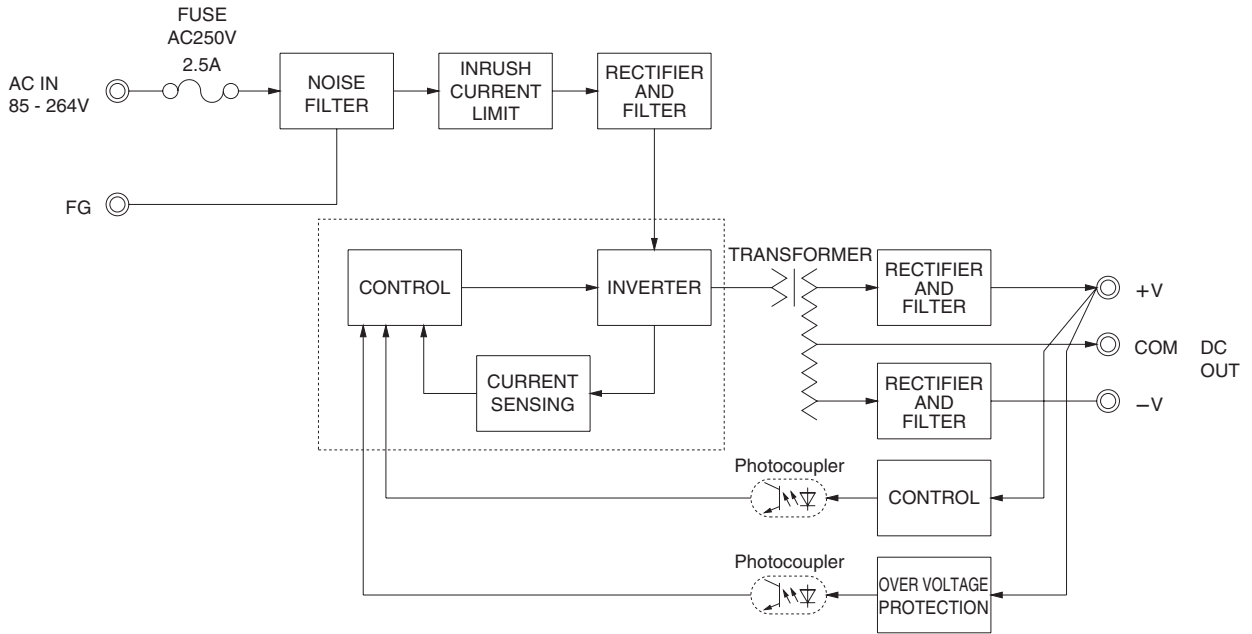 FUSE
AC250V
2.5A
AC IN
85 - 264V
NOISE
FILTER
INRUSH
CURRENT
LIMIT
RECTIFIER
AND
FILTER
FG
CONTROL
INVERTER
TRANSFORMER
RECTIFIER
AND
FILTER
+V
COM
DC
OUT
CURRENT
SENSING
RECTIFIER
AND
FILTER
−V
Photocoupler
CONTROL
Photocoupler
OVER VOLTAGE
PROTECTION